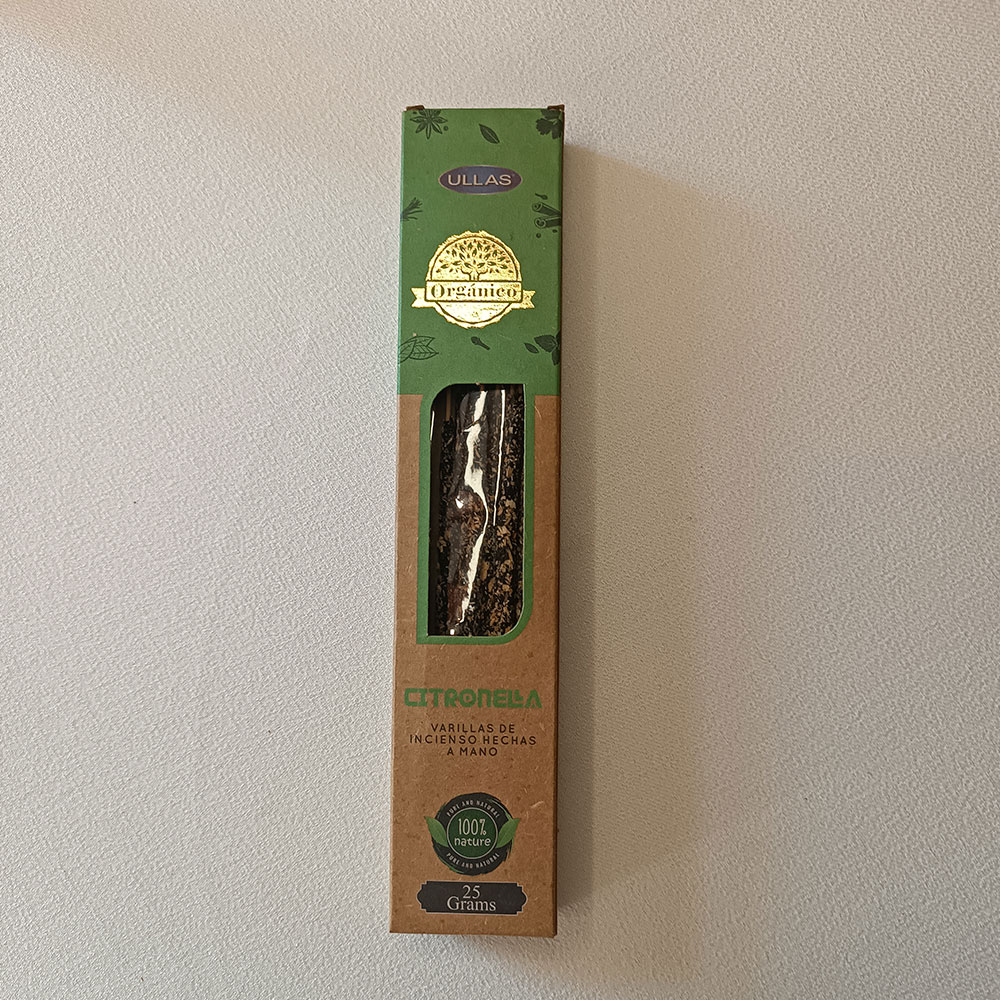 ULLAS
Orgánico
CITRONELLA
VARILLAS DE
INCIENSO HECHAS
A MANO
PURE AND NATURAL
100%
nature
PURE AND NATURAL
25
Grams